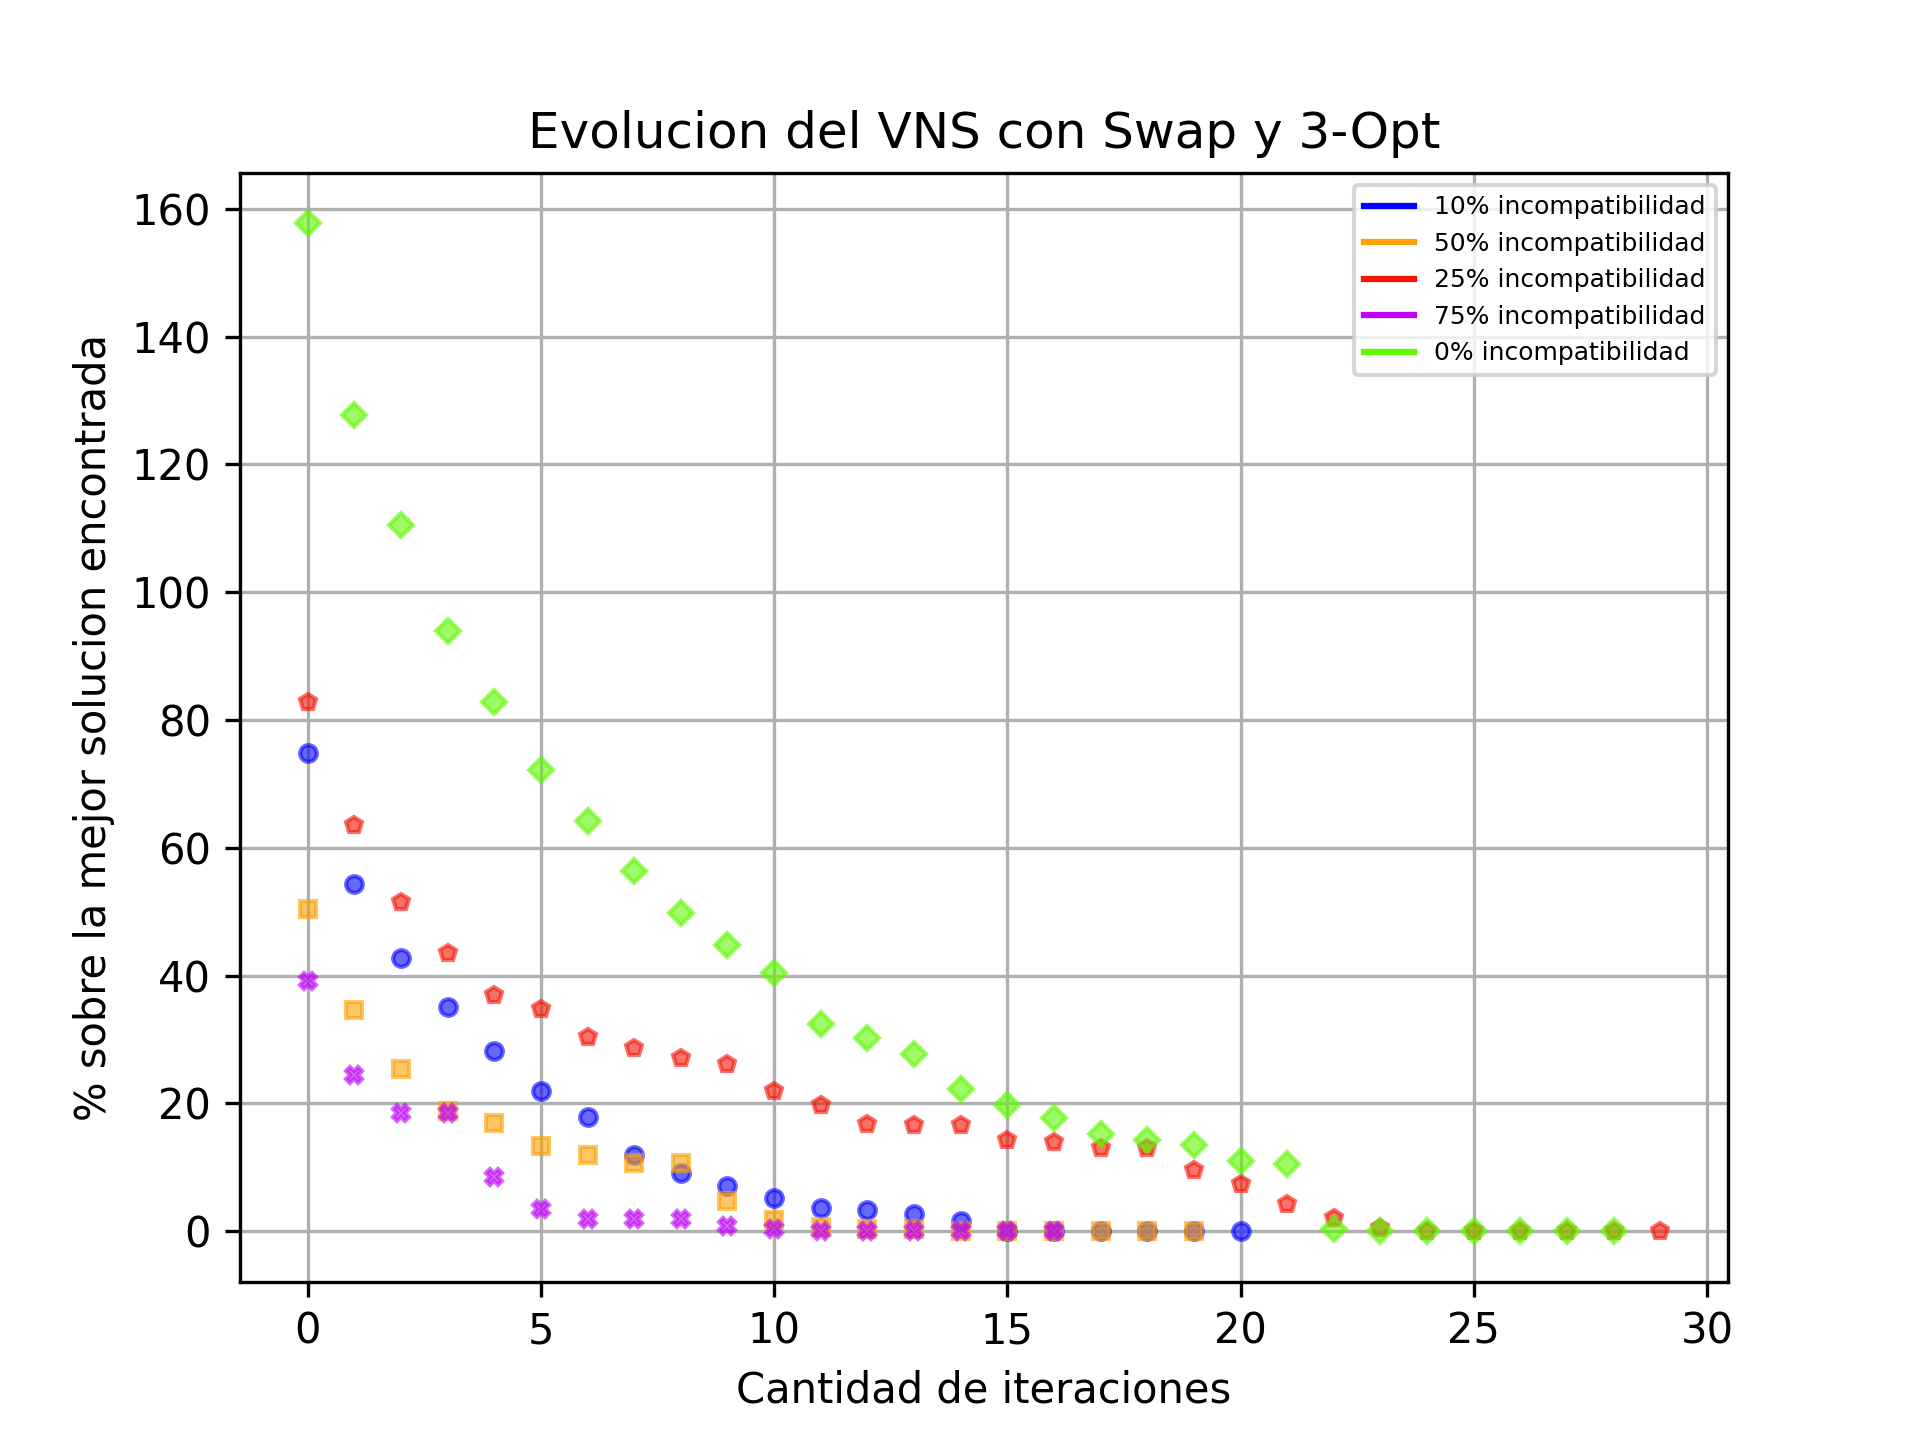 Evolucion del VNS con Swap y 3-Opt
% sobre la mejor solucion encontrada
160
140
120
100
80
60
40
20
0
10% incompatibilidad
50% incompatibilidad
25% incompatibilidad
75% incompatibilidad
0% incompatibilidad
0 5 10 15 20 25 30
Cantidad de iteraciones